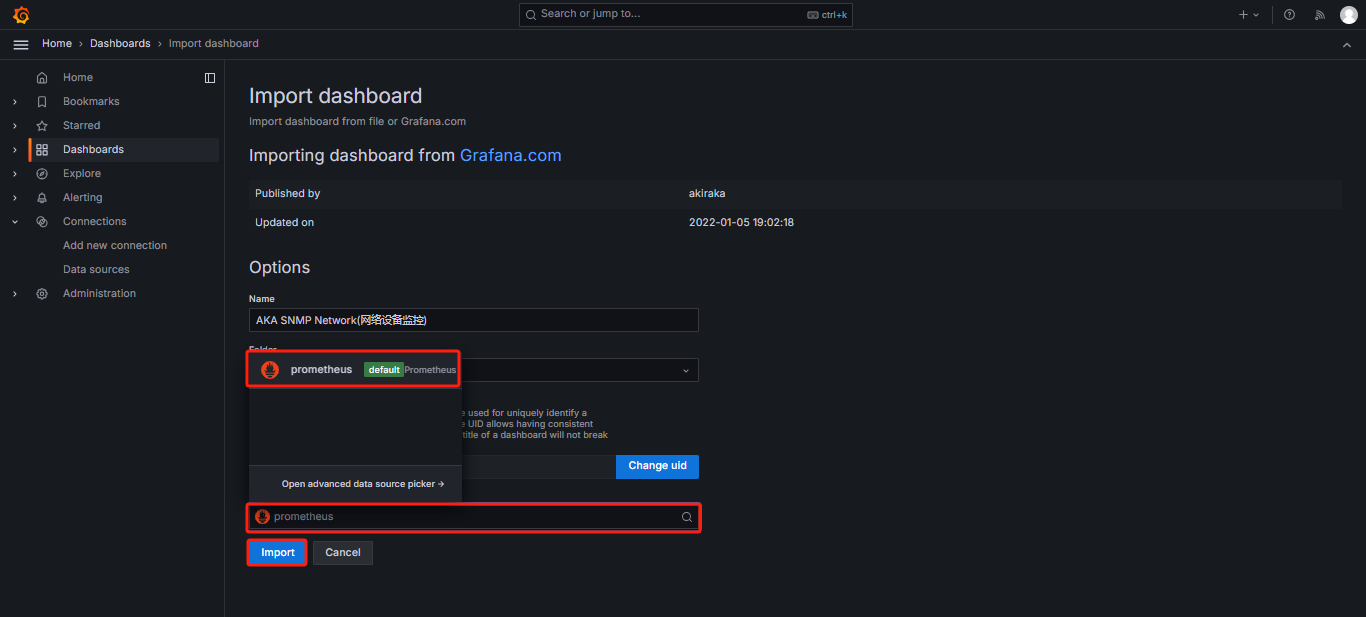 Search or jump to...
ctrl+k
Home › Dashboards › Import dashboard
Home
Bookmarks
Starred
Dashboards
Explore
Alerting
Connections
Add new connection
Data sources
Administration
Import dashboard
Import dashboard from file or Grafana.com
Importing dashboard from Grafana.com
Published by akiraka
Updated on 2022-01-05 19:02:18
Options
Name
AKA SNMP Network(网络设备监控)
Folder
prometheus default Prometheus
e used for uniquely identify a
e UID allows having consistent
title of a dashboard will not break
Change uid
Open advanced data source picker →
prometheus
Import
Cancel